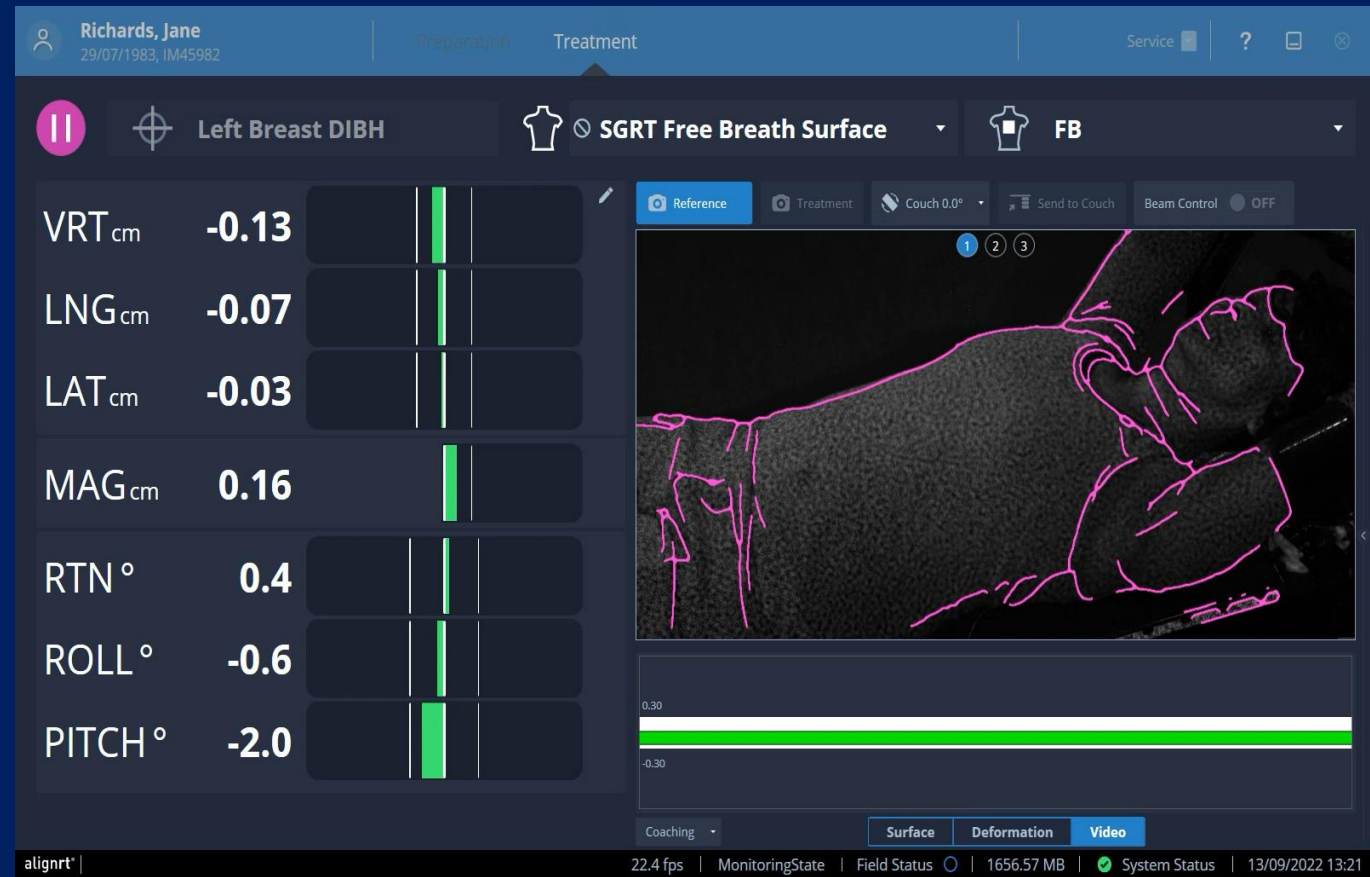 Richards, Jane
29/07/1983, IM45982
Preparation
Treatment
Service
?
Left Breast DIBH
SGRT Free Breath Surface
FB
VRT cm -0.13
LNG cm -0.07
LAT cm -0.03
MAG cm 0.16
RTN ° 0.4
ROLL ° -0.6
PITCH ° -2.0
Reference
Treatment
Couch 0.0°
Send to Couch
Beam Control OFF
1 2 3
0.30
-0.30
Coaching
Surface
Deformation
Video
alignrt®
22.4 fps | MonitoringState | Field Status | 1656.57 MB | System Status | 13/09/2022 13:21